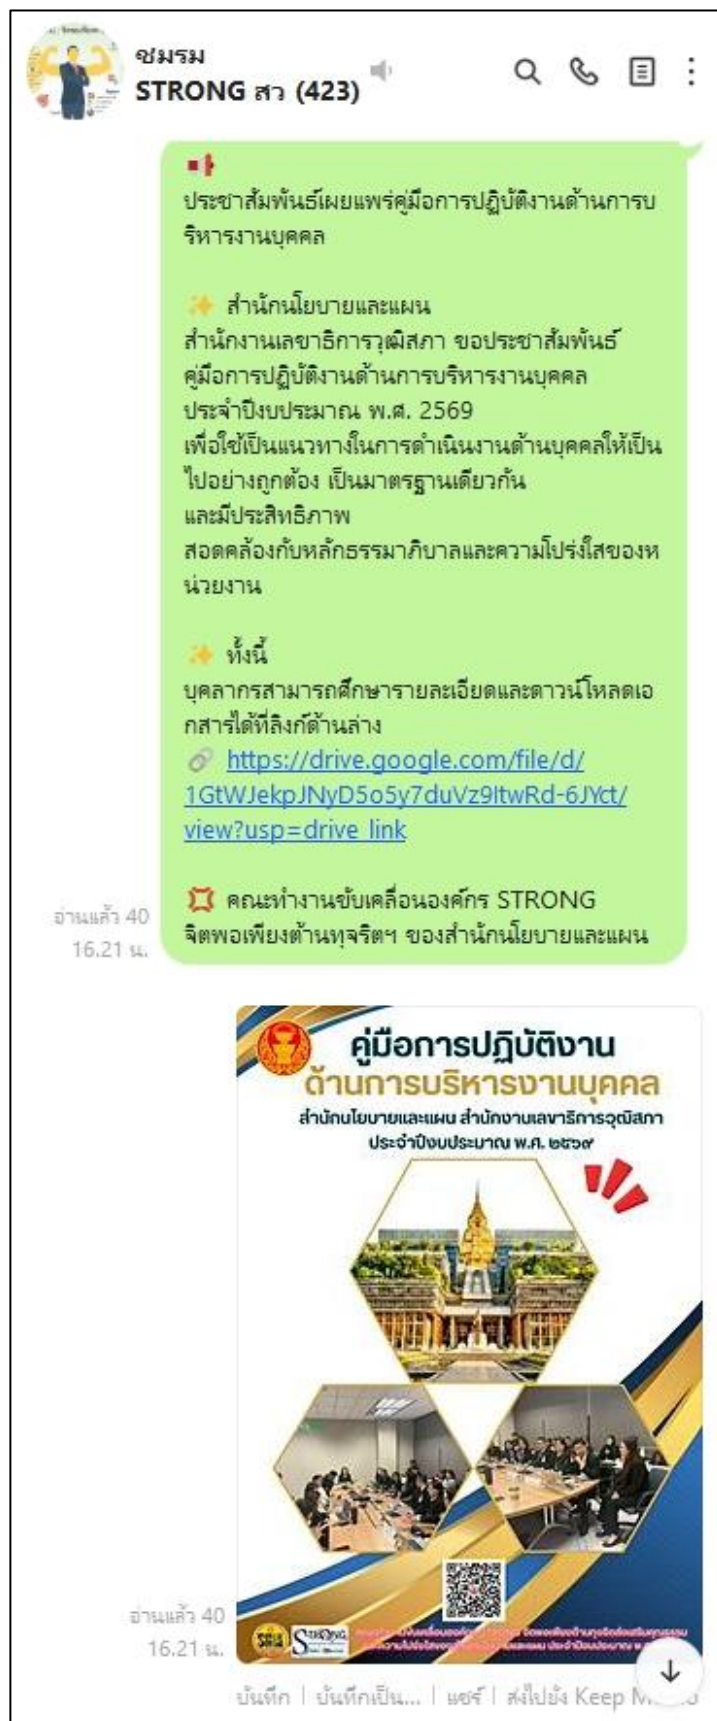 ชมรม
STRONG สว (423)
ประชาสัมพันธ์เผยแพร่คู่มือการปฏิบัติงานด้านการบ
ริหารงานบุคคล
สำนักนโยบายและแผน
สำนักงานเลขาธิการวุฒิสภา ขอประชาสัมพันธ์
คู่มือการปฏิบัติงานด้านการบริหารงานบุคคล
ประจำปีงบประมาณ พ.ศ. 2569
เพื่อใช้เป็นแนวทางในการดำเนินงานด้านบุคคลให้เป็น
ไปอย่างถูกต้อง เป็นมาตรฐานเดียวกัน
และมีประสิทธิภาพ
สอดคล้องกับหลักธรรมาภิบาลและความโปร่งใสของห
น่วยงาน
ทั้งนี้
บุคลากรสามารถศึกษารายละเอียดและดาวน์โหลดเอ
กสารได้ที่ลิงก์ด้านล่าง
https://drive.google.com/file/d/
1GtWJekpJNyD5o5y7duVz9ItwRd-6JYct/
view?usp=drive_link
คณะทำงานขับเคลื่อนองค์กร STRONG
จิตพอเพียงต้านทุจริตฯ ของสำนักนโยบายและแผน
อ่านแล้ว 40
16.21 น.
คู่มือการปฏิบัติงาน
ด้านการบริหารงานบุคคล
สำนักนโยบายและแผน สำนักงานเลขาธิการวุฒิสภา
ประจำปีงบประมาณ พ.ศ. ๒๕๖๙
STRONG
อ่านแล้ว 40
16.21 น.
บันทึก | บันทึกเป็น... | แชร์ | ส่งไปยัง Keep